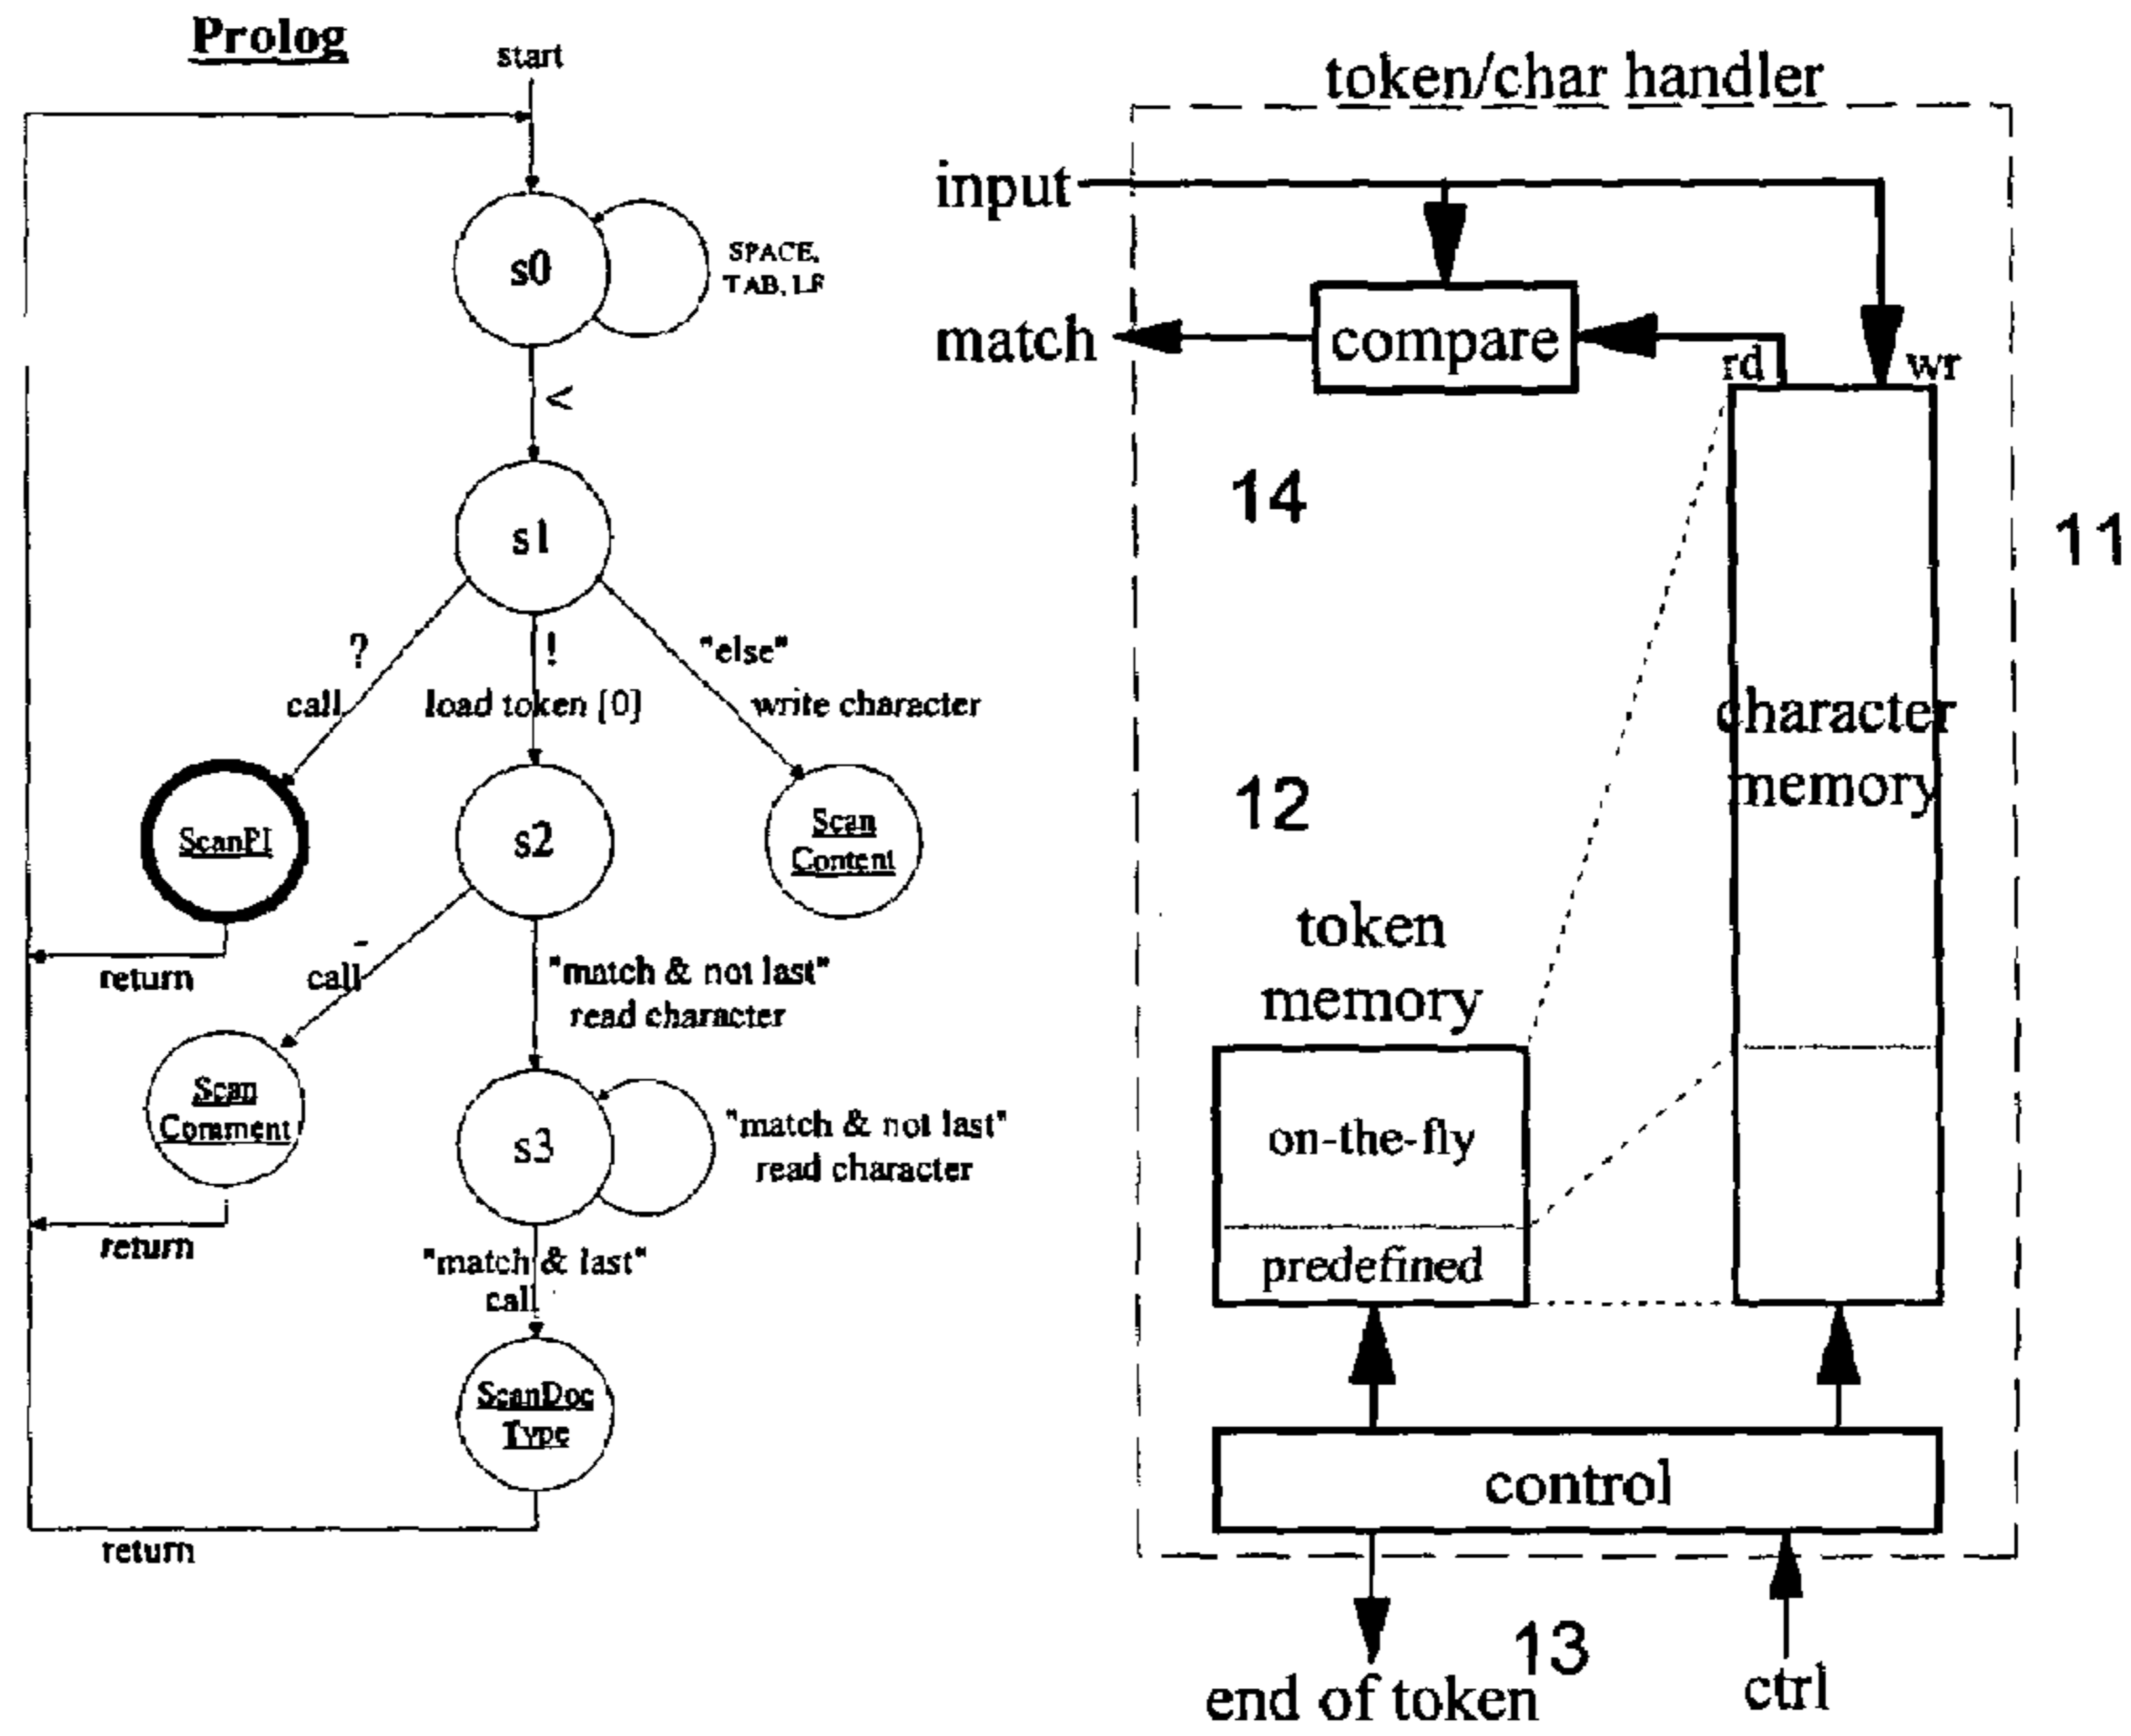 Prolog
start
s0
SPACE,
TAB, LF
<
s1
?
!
"else"
call
load token [0]
write character
ScanPI
s2
Scan
Content
return
-
call
"match & not last"
read character
Scan
Comment
s3
"match & not last"
read character
return
"match & last"
call
ScanDoc
Type
return
token/char handler
input
match
compare
rd
wr
14
11
character
memory
12
token
memory
on-the-fly
predefined
control
13
end of token
ctrl